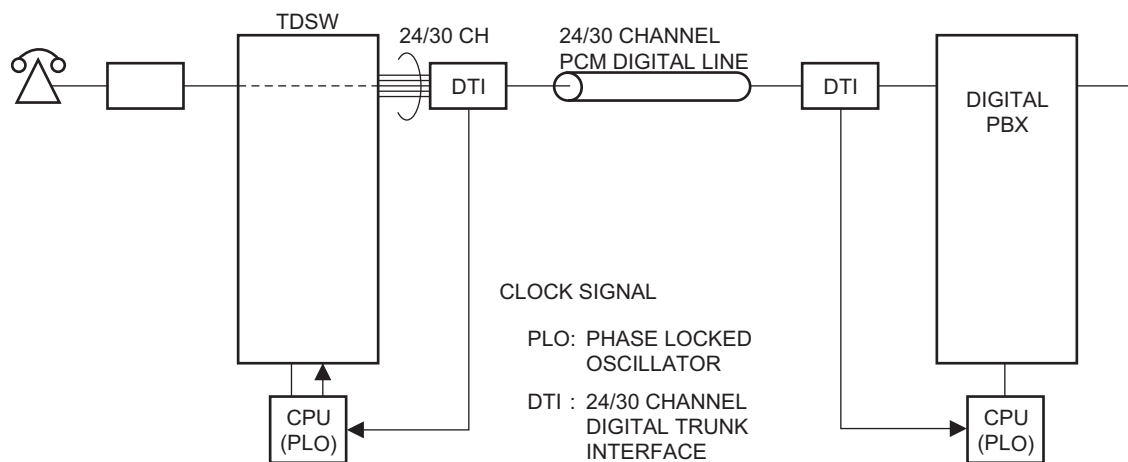 TDSW
24/30 CH
24/30 CHANNEL
PCM DIGITAL LINE
DTI
DTI
DIGITAL
PBX
CLOCK SIGNAL
PLO: PHASE LOCKED
OSCILLATOR
DTI : 24/30 CHANNEL
DIGITAL TRUNK
INTERFACE
CPU
(PLO)
CPU
(PLO)